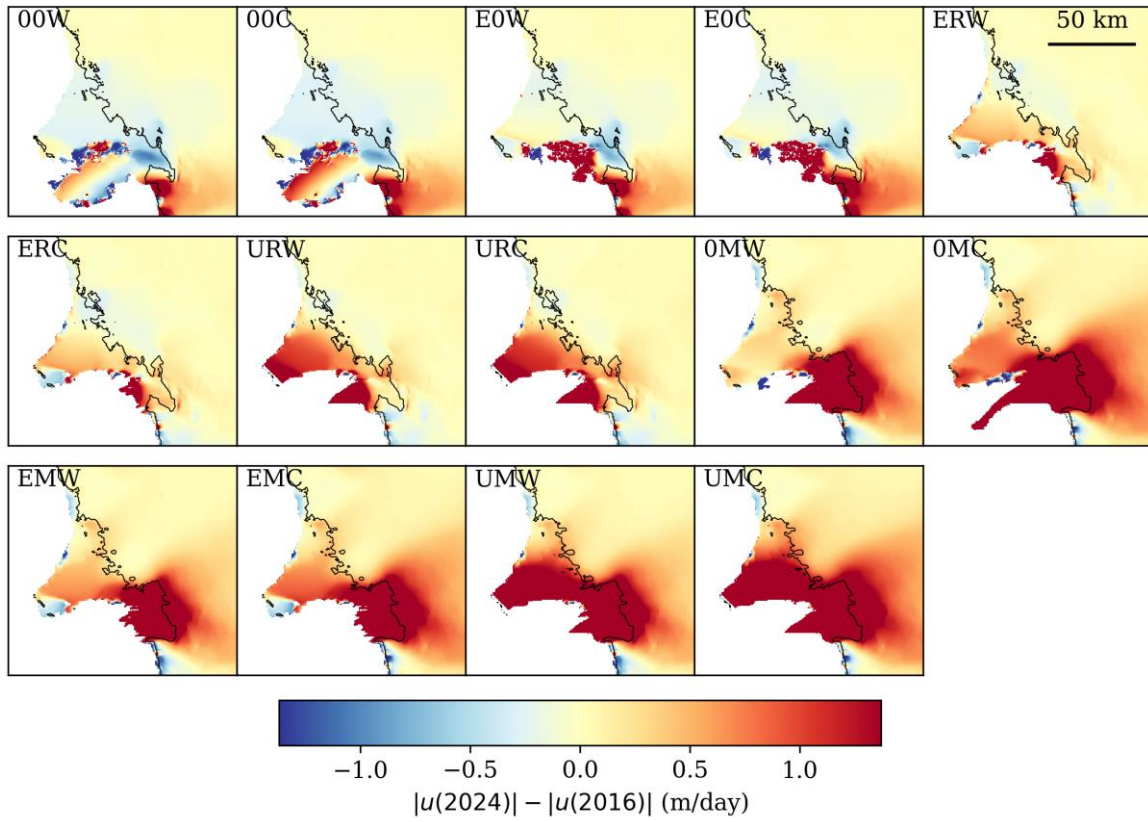 00W
00C
E0W
E0C
ERW
50 km
ERC
URW
URC
0MW
0MC
EMW
EMC
UMW
UMC
−1.0
−0.5
0.0
0.5
1.0
|u(2024)| − |u(2016)| (m/day)